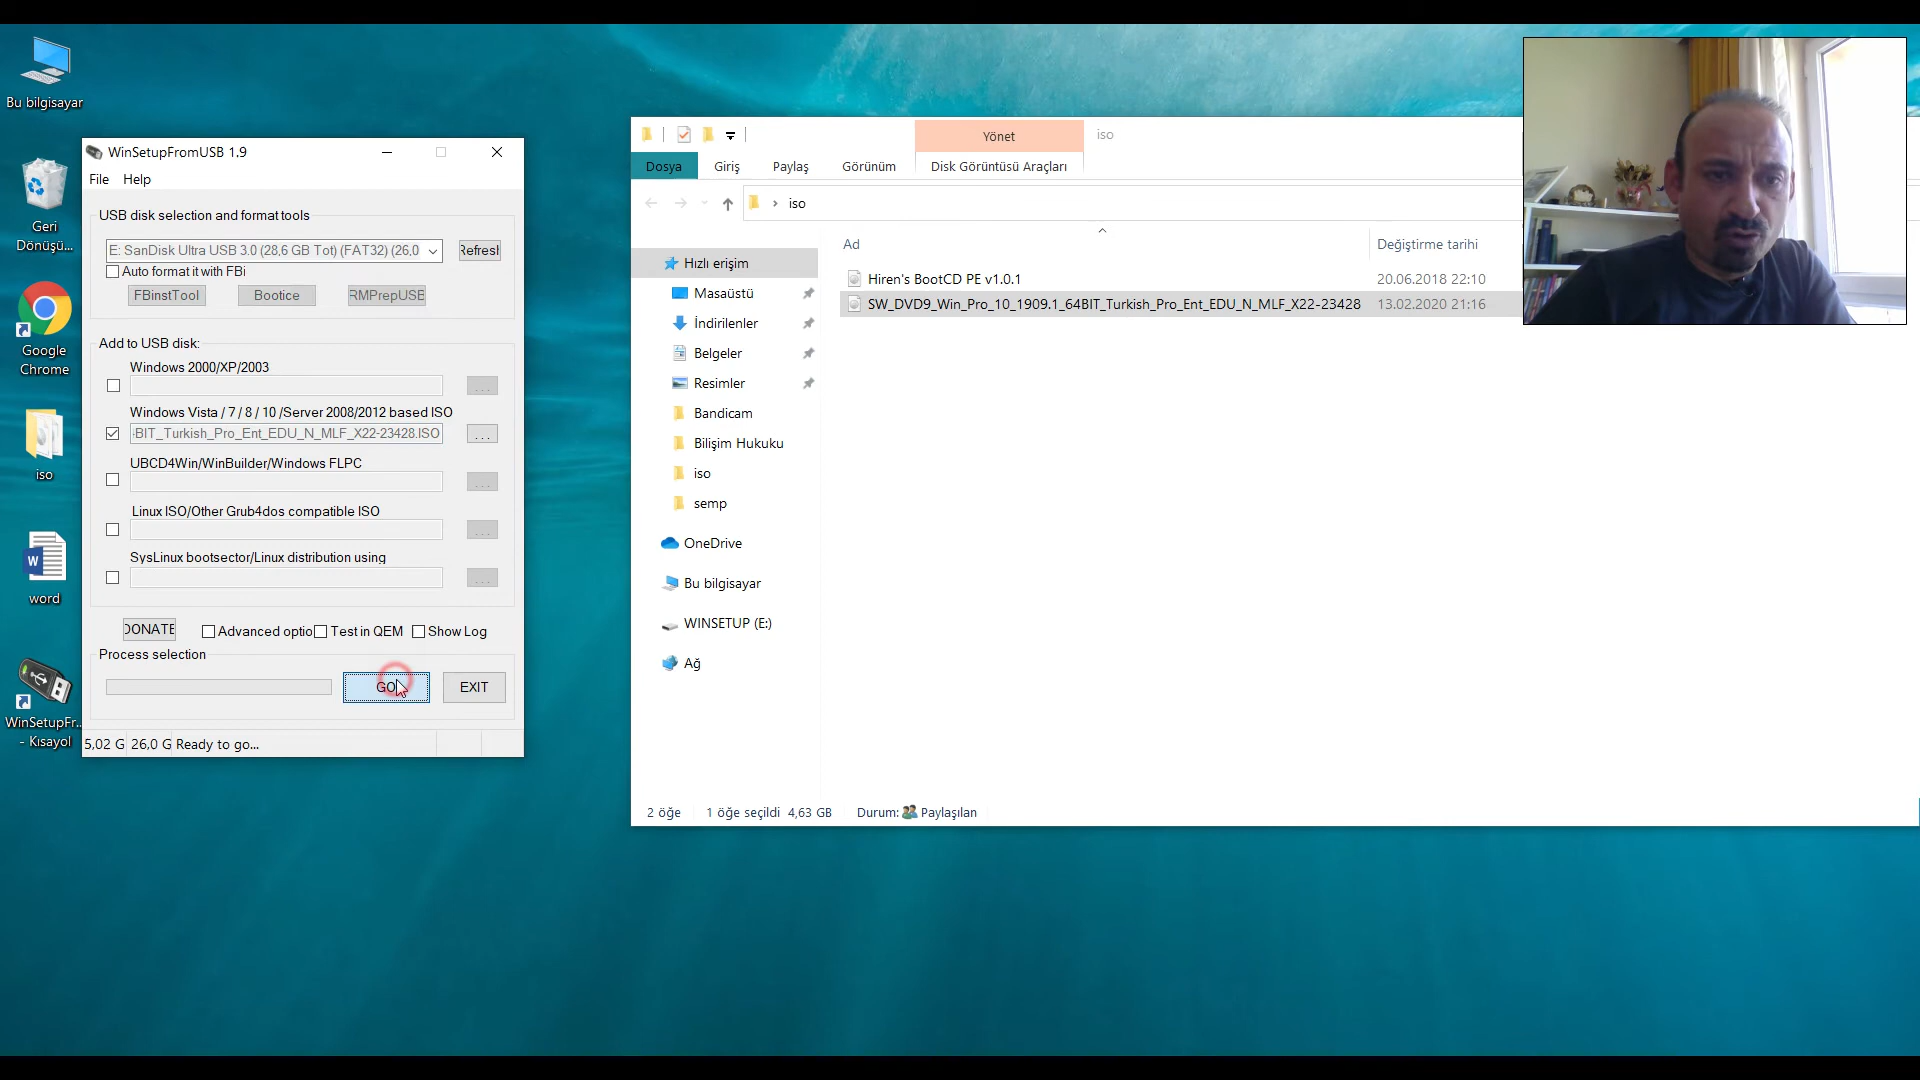 Bu bilgisayar
Geri
Dönüşü...
Google
Chrome
iso
word
WinSetupFr...
- Kısayol
WinSetupFromUSB 1.9
File Help
USB disk selection and format tools
E: SanDisk Ultra USB 3.0 (28,6 GB Tot) (FAT32) (26,0
Refresh
Auto format it with FBi
FBinstTool Bootice RMPrepUSB
Add to USB disk:
Windows 2000/XP/2003
...
Windows Vista / 7 / 8 / 10 /Server 2008/2012 based ISO
BIT_Turkish_Pro_Ent_EDU_N_MLF_X22-23428.ISO
...
UBCD4Win/WinBuilder/Windows FLPC
...
Linux ISO/Other Grub4dos compatible ISO
...
SysLinux bootsector/Linux distribution using
...
DONATE Advanced optio Test in QEM Show Log
Process selection
GO EXIT
5,02 G 26,0 G Ready to go...
Yönet iso
Dosya Giriş Paylaş Görünüm Disk Görüntüsü Araçları
› iso
Ad Değiştirme tarihi
Hiren's BootCD PE v1.0.1 20.06.2018 22:10
SW_DVD9_Win_Pro_10_1909.1_64BIT_Turkish_Pro_Ent_EDU_N_MLF_X22-23428 13.02.2020 21:16
Hızlı erişim
Masaüstü
İndirilenler
Belgeler
Resimler
Bandicam
Bilişim Hukuku
iso
semp
OneDrive
Bu bilgisayar
WINSETUP (E:)
Ağ
2 öğe 1 öğe seçildi 4,63 GB Durum: Paylaşılan